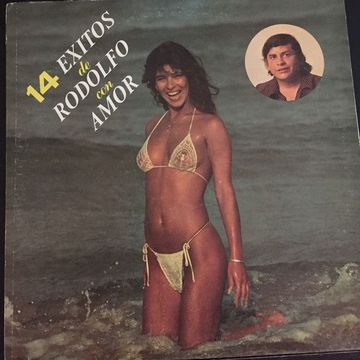 14 EXITOS
de
RODOLFO
con
AMOR